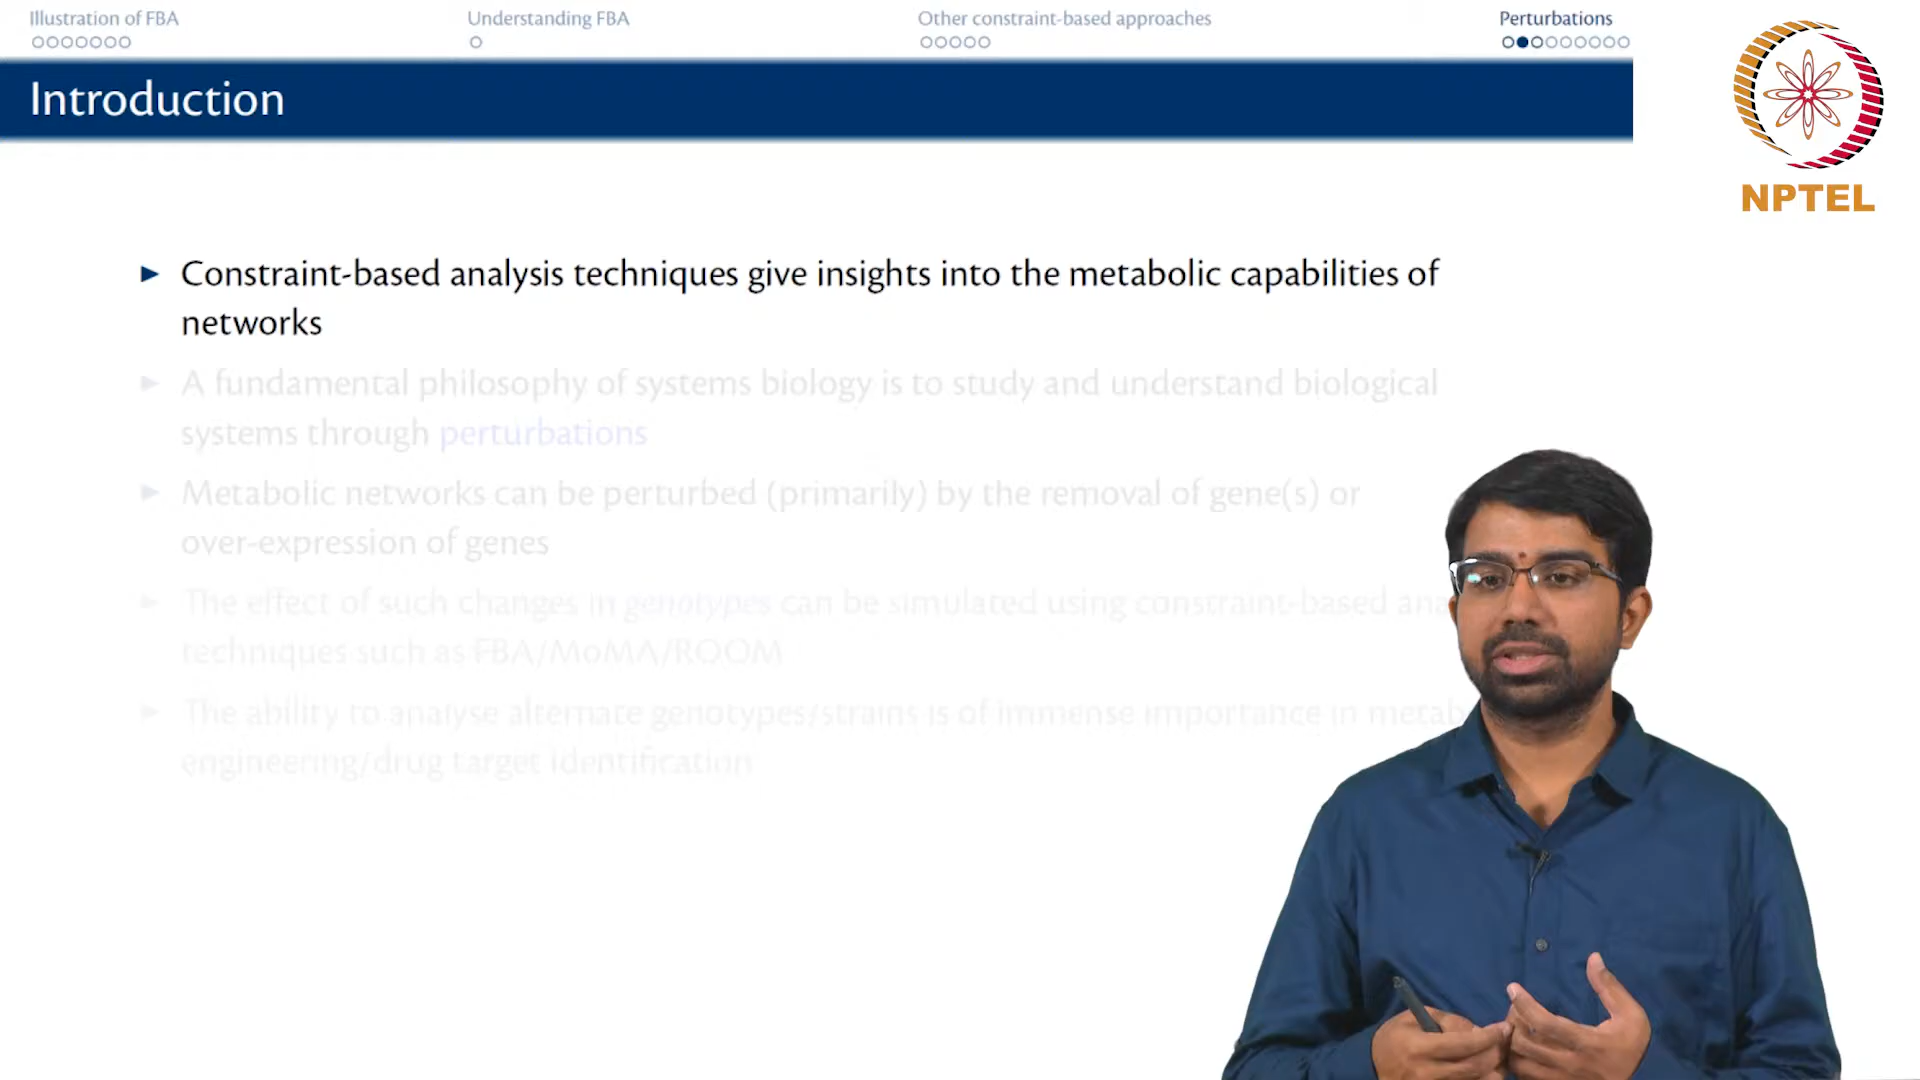 Illustration of FBA
Understanding FBA
Other constraint-based approaches
Perturbations
Introduction
NPTEL
Constraint-based analysis techniques give insights into the metabolic capabilities of
networks
A fundamental philosophy of systems biology is to study and understand biological
systems through perturbations
Metabolic networks can be perturbed (primarily) by the removal of gene(s) or
over-expression of genes
The effect of such changes in genotypes can be simulated using constraint-based
techniques such as FBA/MoMA/ROOM
The ability to analyse alternate genotypes/strains is of immense importance in
engineering/drug target identification